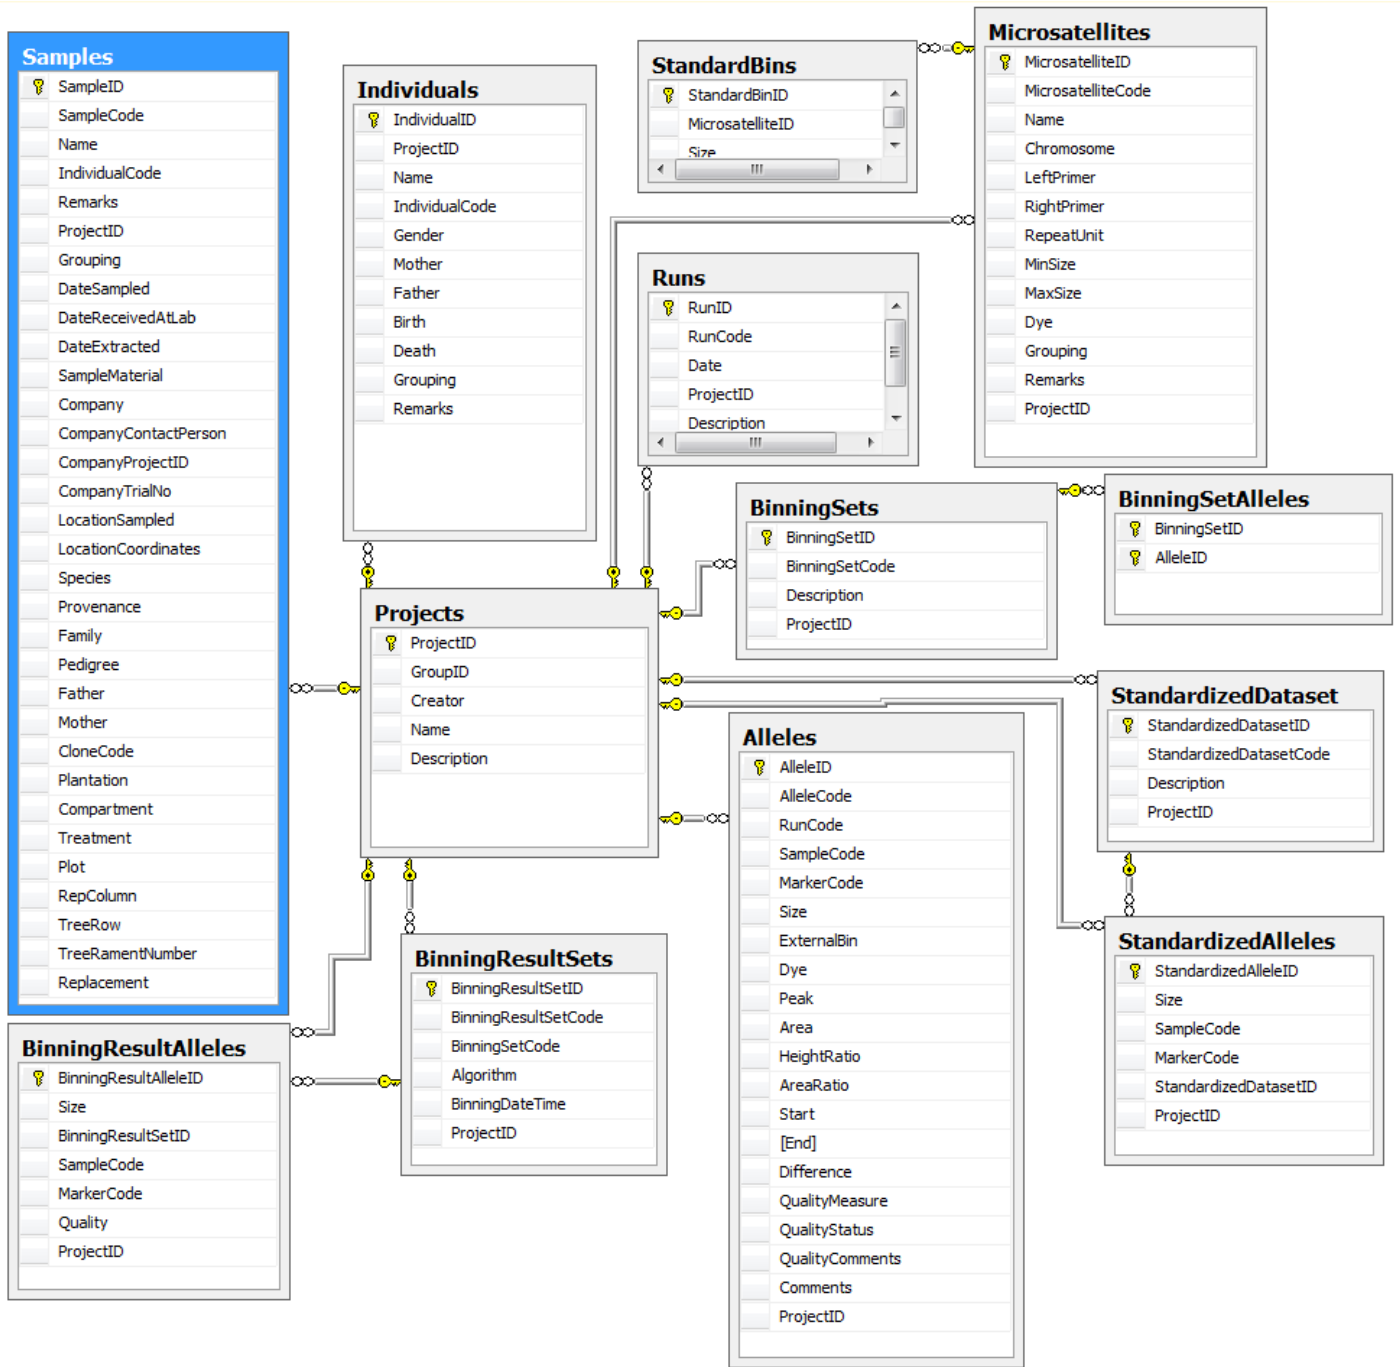 Samples
SampleID
SampleCode
Name
IndividualCode
Remarks
ProjectID
Grouping
DateSampled
DateReceivedAtLab
DateExtracted
SampleMaterial
Company
CompanyContactPerson
CompanyProjectID
CompanyTrialNo
LocationSampled
LocationCoordinates
Species
Provenance
Family
Pedigree
Father
Mother
CloneCode
Plantation
Compartment
Treatment
Plot
RepColumn
TreeRow
TreeRamentNumber
Replacement
Individuals
IndividualID
ProjectID
Name
IndividualCode
Gender
Mother
Father
Birth
Death
Grouping
Remarks
StandardBins
StandardBinID
MicrosatelliteID
Size
Microsatellites
MicrosatelliteID
MicrosatelliteCode
Name
Chromosome
LeftPrimer
RightPrimer
RepeatUnit
MinSize
MaxSize
Dye
Grouping
Remarks
ProjectID
Runs
RunID
RunCode
Date
ProjectID
Description
BinningSets
BinningSetID
BinningSetCode
Description
ProjectID
BinningSetAlleles
BinningSetID
AlleleID
Projects
ProjectID
GroupID
Creator
Name
Description
StandardizedDataset
StandardizedDatasetID
StandardizedDatasetCode
Description
ProjectID
Alleles
AlleleID
AlleleCode
RunCode
SampleCode
MarkerCode
Size
ExternalBin
Dye
Peak
Area
HeightRatio
AreaRatio
Start
[End]
Difference
QualityMeasure
QualityStatus
QualityComments
Comments
ProjectID
StandardizedAlleles
StandardizedAlleleID
Size
SampleCode
MarkerCode
StandardizedDatasetID
ProjectID
BinningResultSets
BinningResultSetID
BinningResultSetCode
BinningSetCode
Algorithm
BinningDateTime
ProjectID
BinningResultAlleles
BinningResultAlleleID
Size
BinningResultSetID
SampleCode
MarkerCode
Quality
ProjectID